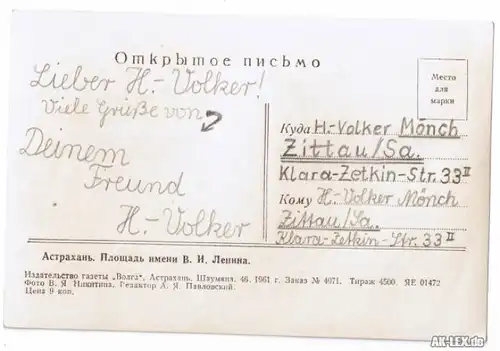 Открытое письмо
Lieber H.-Volker!
Viele Grüße von
Deinem
Freund
H.-Volker
Место
для
марки
Куда H.-Volker Mönch
Zittau/Sa.
Klara-Zetkin-Str. 33 II
Кому H.-Volker Mönch
Zittau/Sa.
Klara-Zetkin-Str. 33 II
Астрахань. Площадь имени В. И. Ленина.
Издательство газеты „Волга". Астрахань. Шаумяна, 46. 1961 г. Заказ № 4071. Тираж 4500. ЯЕ 01472
Фото В. Я Никитина. Редактор А. Я. Павловский.
Цена 9 коп.
AK-LEX.de